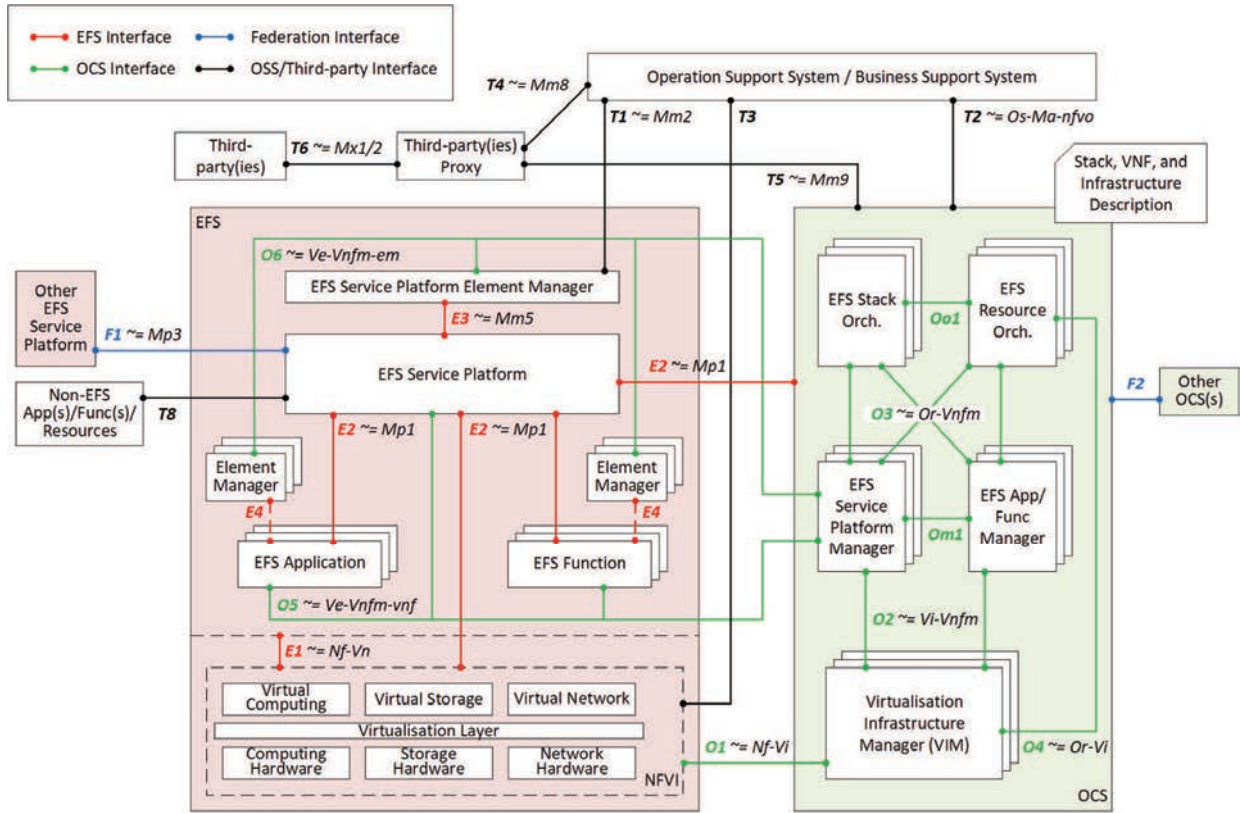 EFS Interface
Federation Interface
OCS Interface
OSS/Third-party Interface
Operation Support System / Business Support System
T4 ~= Mm8
T1 ~= Mm2
T3
T2 ~= Os-Ma-nfvo
Third-
party(ies)
T6 ~= Mx1/2
Third-party(ies)
Proxy
T5 ~= Mm9
Stack, VNF, and
Infrastructure
Description
EFS
O6 ~= Ve-Vnfm-em
EFS Service Platform Element Manager
Other
EFS
Service
Platform
F1 ~= Mp3
E3 ~= Mm5
EFS Service Platform
E2 ~= Mp1
Non-EFS
App(s)/Func(s)/
Resources
T8
E2 ~= Mp1
E2 ~= Mp1
Element
Manager
Element
Manager
E4
E4
EFS Application
EFS Function
O5 ~= Ve-Vnfm-vnf
E1 ~= Nf-Vn
Virtual
Computing
Virtual Storage
Virtual Network
Virtualisation Layer
Computing
Hardware
Storage
Hardware
Network
Hardware
NFVI
O1 ~= Nf-Vi
EFS Stack
Orch.
Oo1
EFS
Resource
Orch.
O3 ~= Or-Vnfm
F2
Other
OCS(s)
EFS
Service
Platform
Manager
Om1
EFS App/
Func
Manager
O2 ~= Vi-Vnfm
Virtualisation
Infrastructure
Manager (VIM)
O4 ~= Or-Vi
OCS